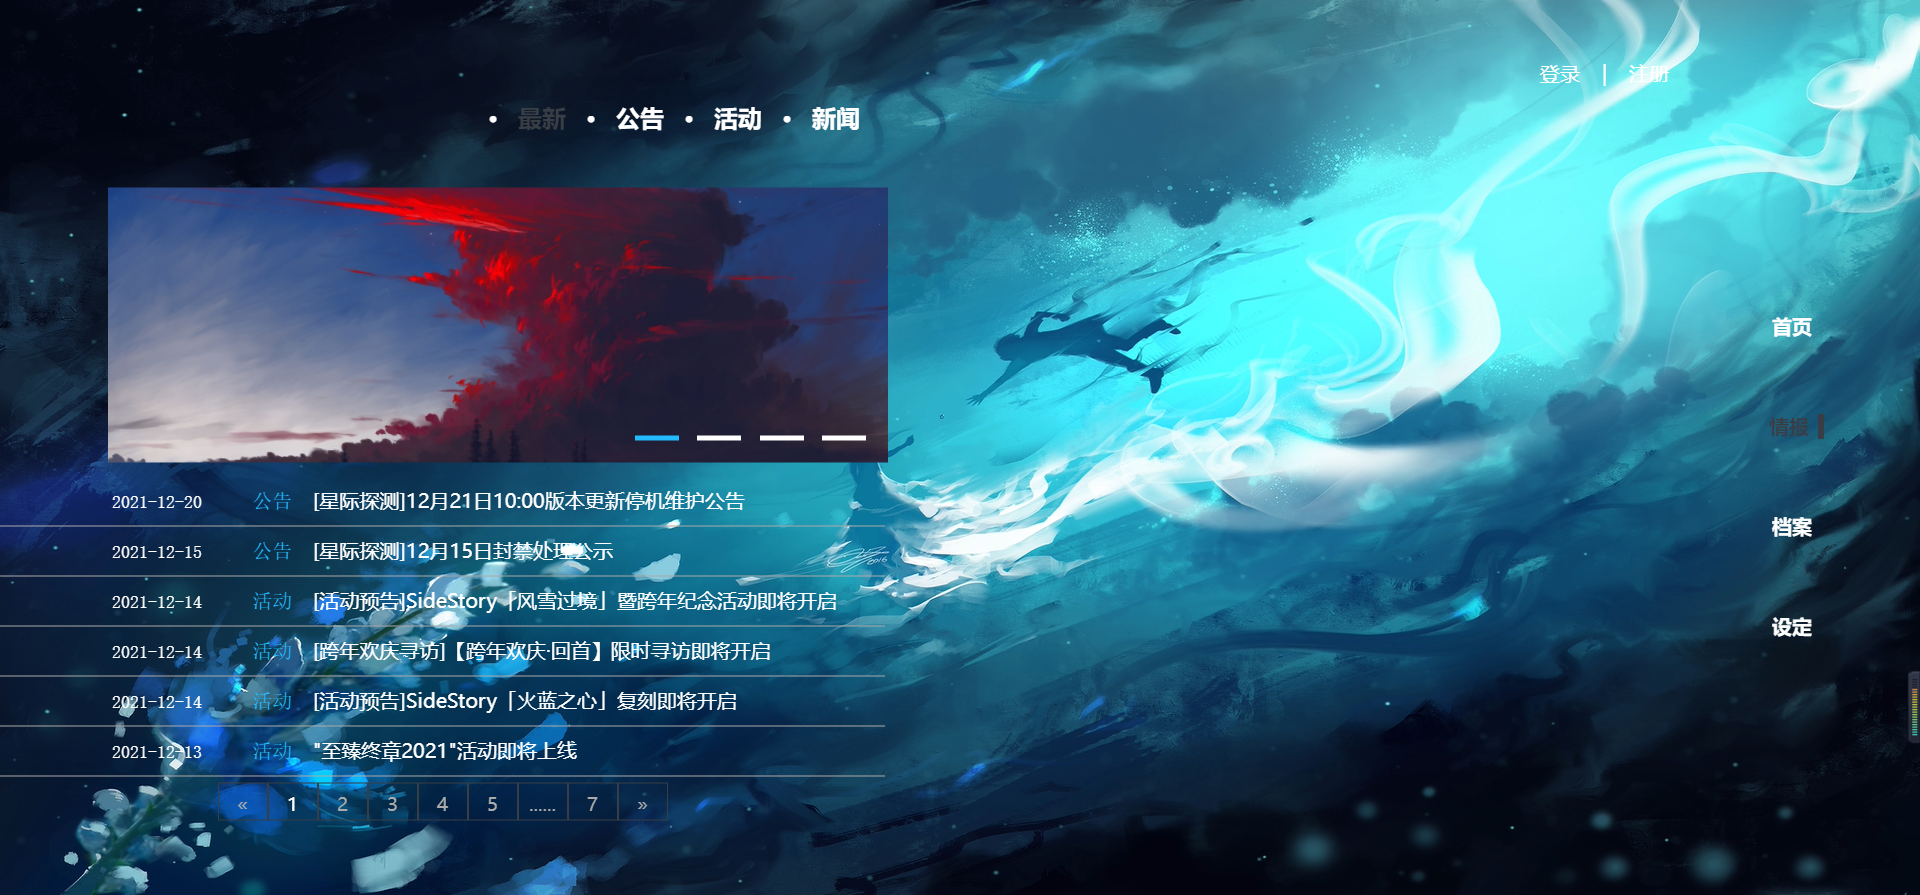 登录 | 注册
• 最新 • 公告 • 活动 • 新闻
首页
情报
档案
设定
2021-12-20 公告 [星际探测]12月21日10:00版本更新停机维护公告
2021-12-15 公告 [星际探测]12月15日封禁处理公示
2021-12-14 活动 [活动预告]SideStory「风雪过境」暨跨年纪念活动即将开启
2021-12-14 活动 [跨年欢庆寻访]【跨年欢庆·回首】限时寻访即将开启
2021-12-14 活动 [活动预告]SideStory「火蓝之心」复刻即将开启
2021-12-13 活动 "至臻终章2021"活动即将上线
« 1 2 3 4 5 ...... 7 »